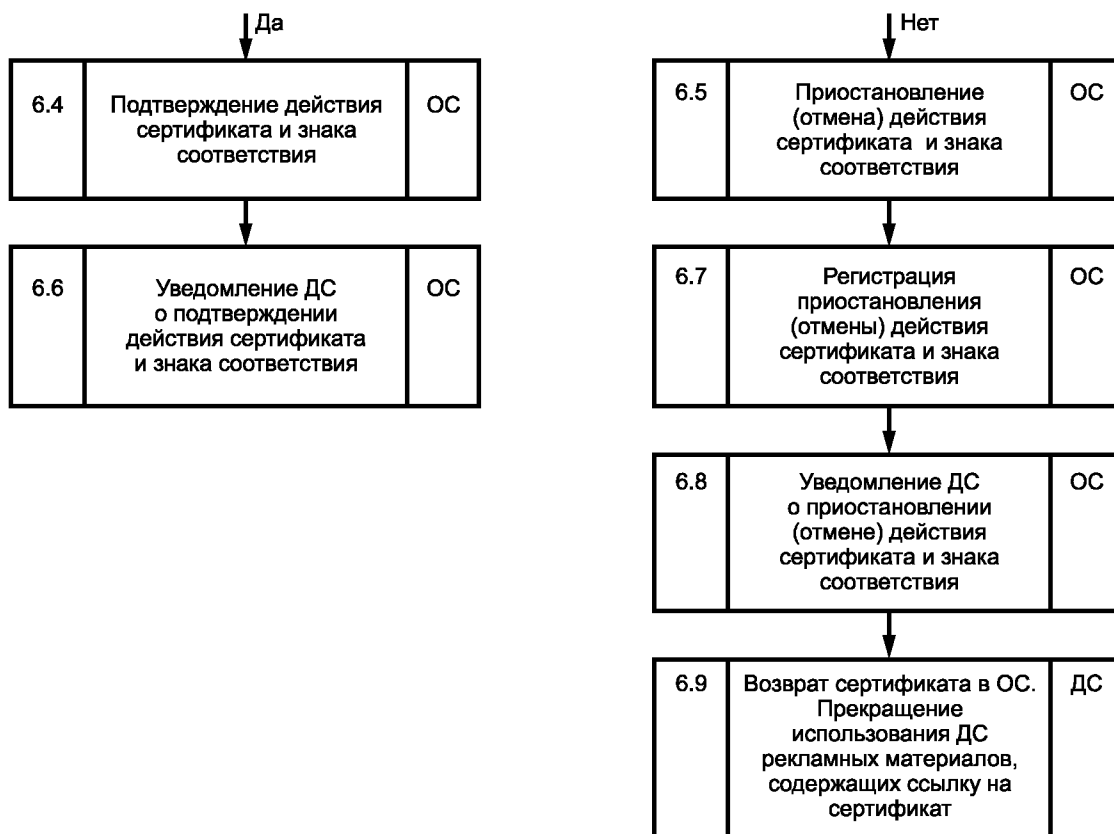 Да
6.4
Подтверждение действия
сертификата и знака
соответствия
ОС
6.6
Уведомление ДС
о подтверждении
действия сертификата
и знака соответствия
ОС
Нет
6.5
Приостановление
(отмена) действия
сертификата и знака
соответствия
ОС
6.7
Регистрация
приостановления
(отмены) действия
сертификата и знака
соответствия
ОС
6.8
Уведомление ДС
о приостановлении
(отмене) действия
сертификата и знака
соответствия
ОС
6.9
Возврат сертификата в ОС.
Прекращение
использования ДС
рекламных материалов,
содержащих ссылку на
сертификат
ДС